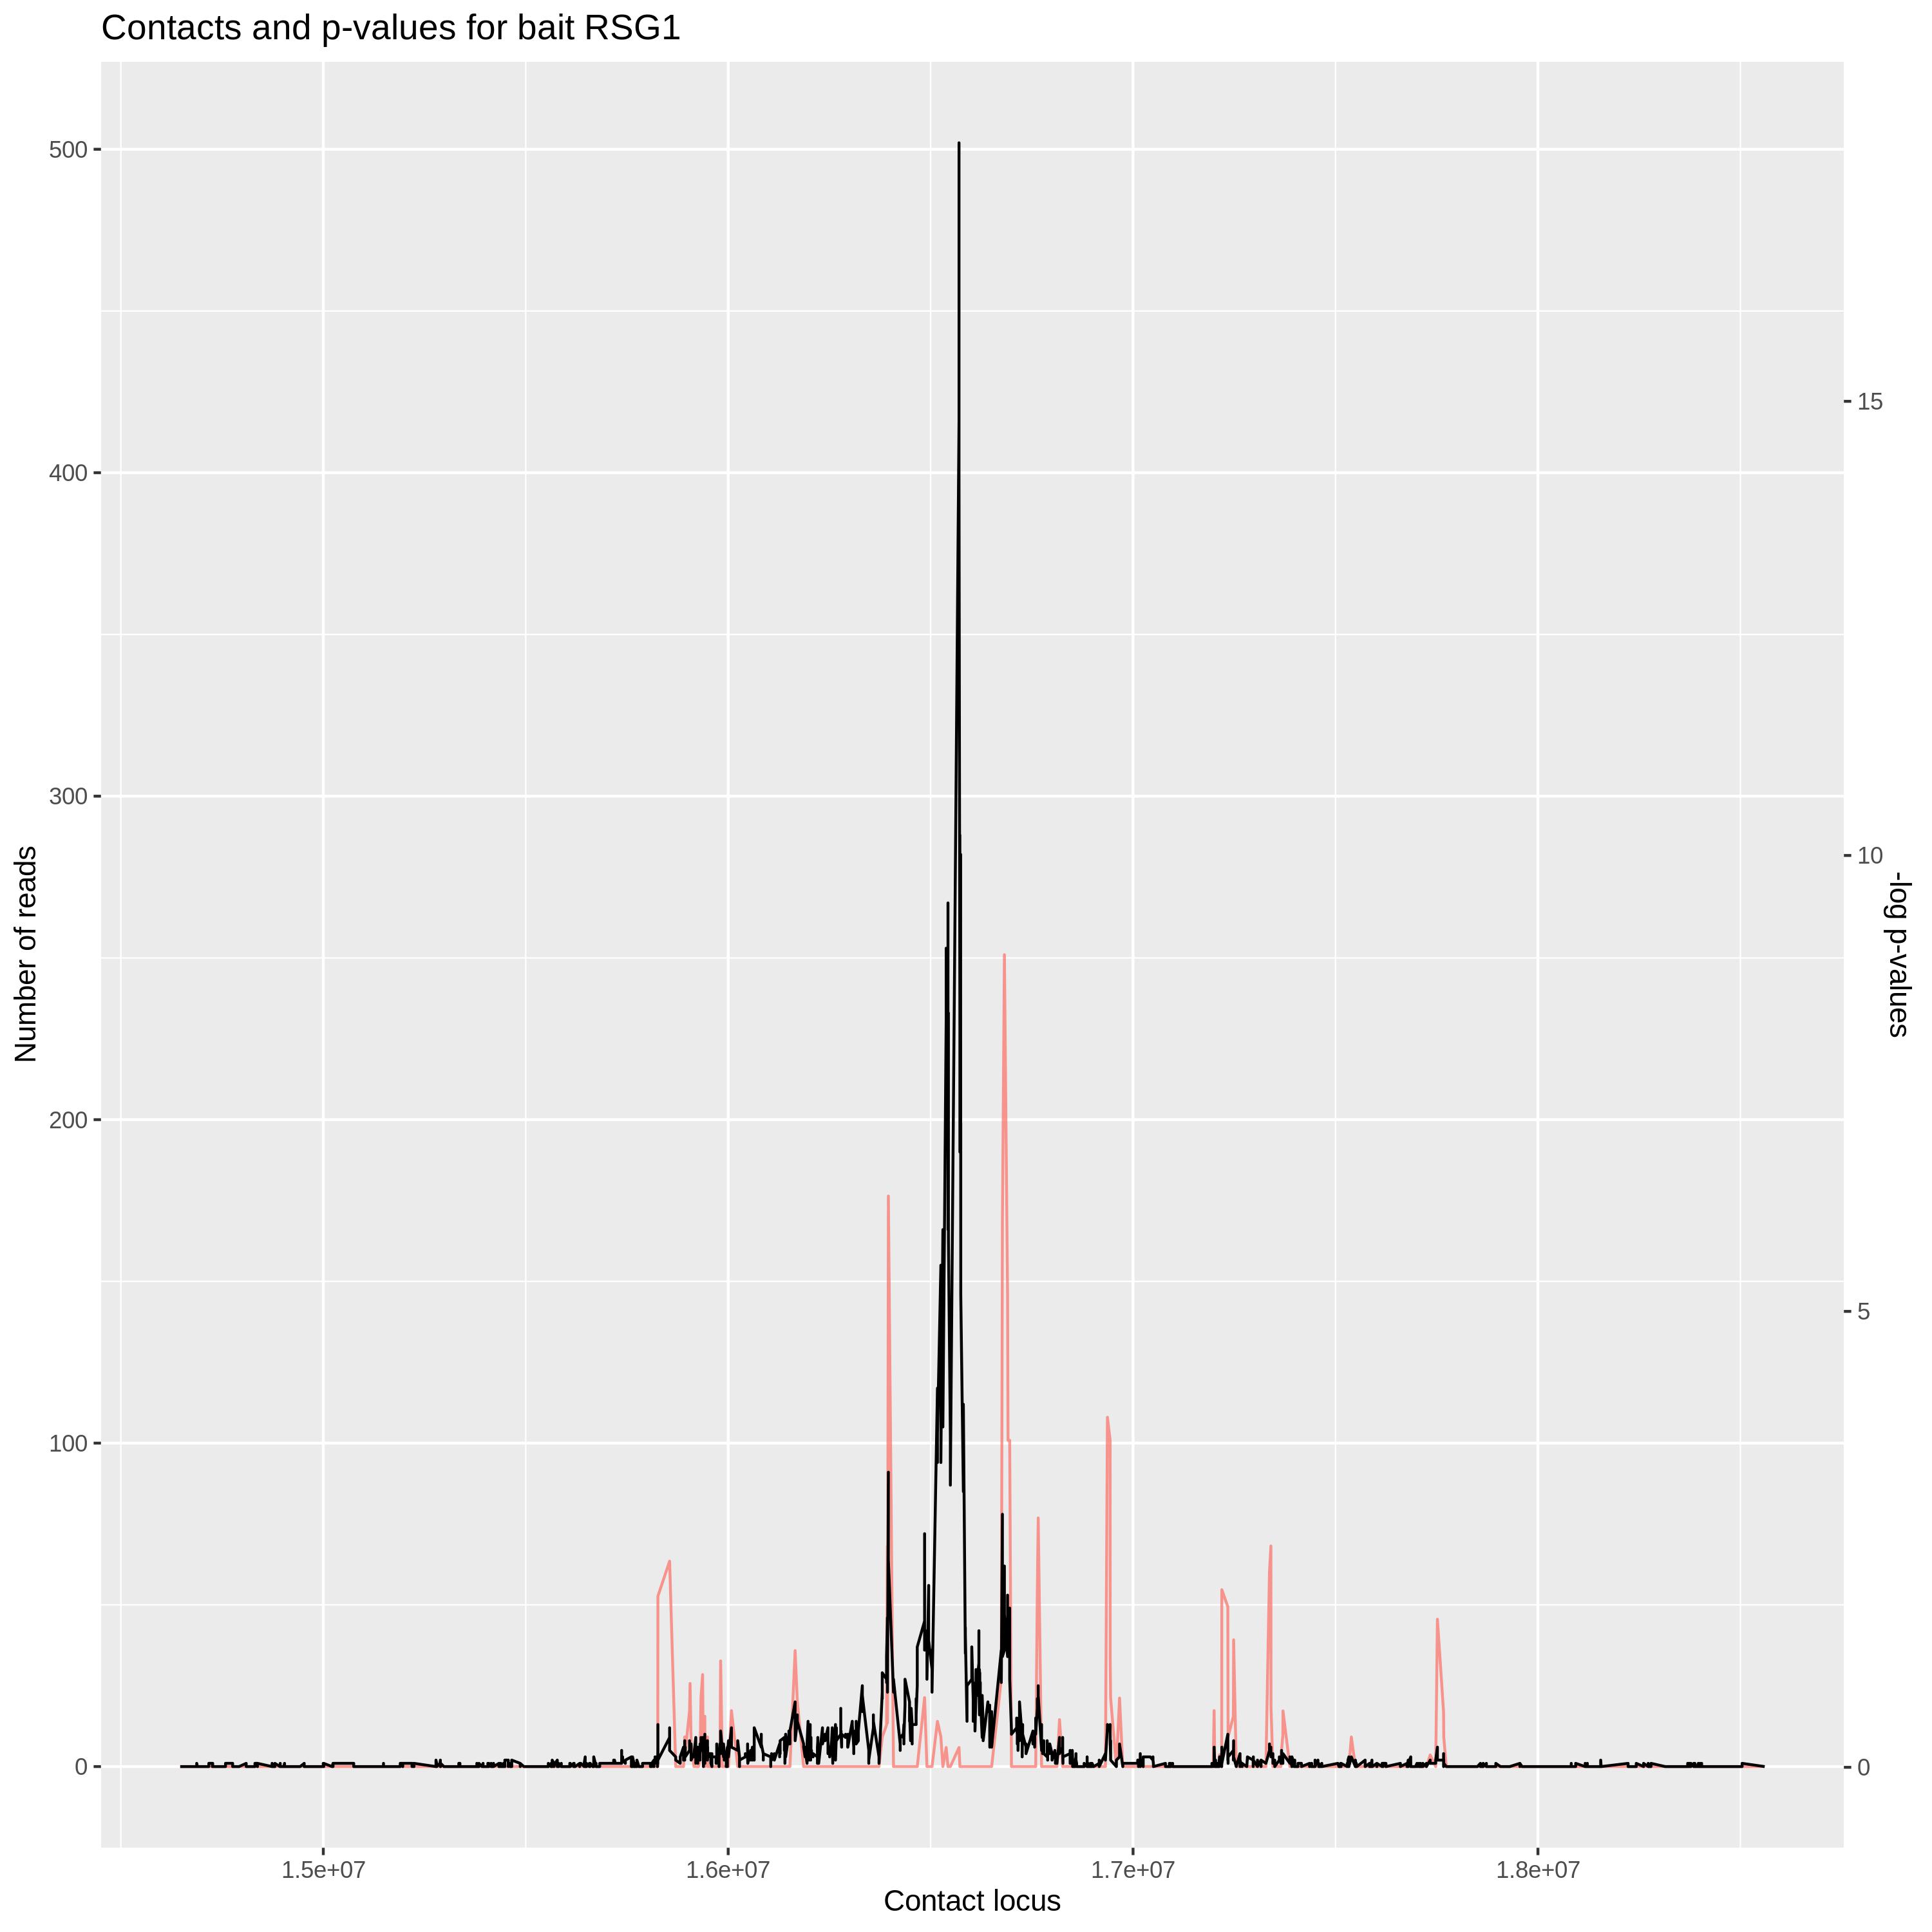 Contacts and p-values for bait RSG1
500
400
300
200
100
0
Number of reads
15
10
5
0
-log p-values
1.5e+07
1.6e+07
1.7e+07
1.8e+07
Contact locus